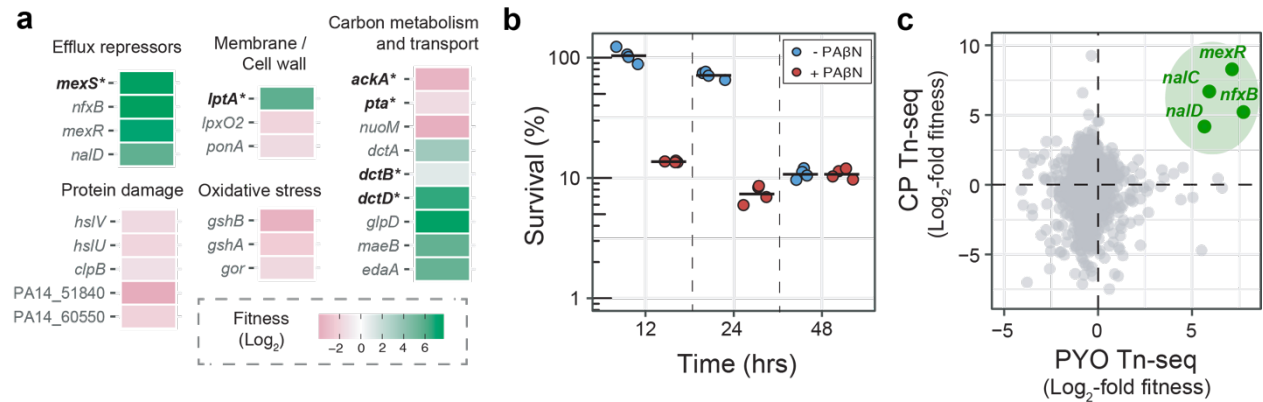 a
Efflux repressors
mexS*
nfxB
mexR
nalD
Membrane /
Cell wall
lptA*
lpxO2
ponA
Carbon metabolism
and transport
ackA*
pta*
nuoM
dctA
dctB*
dctD*
glpD
maeB
edaA
Protein damage
hslV
hslU
clpB
PA14_51840
PA14_60550
Oxidative stress
gshB
gshA
gor
Fitness
(Log2)
−2 0 2 4 6
b
Survival (%)
100
10
1
- PAβN
+ PAβN
12 24 48
Time (hrs)
c
CP Tn-seq
(Log2-fold fitness)
10
5
0
−5
mexR
nalC
nfxB
nalD
−5 0 5
PYO Tn-seq
(Log2-fold fitness)